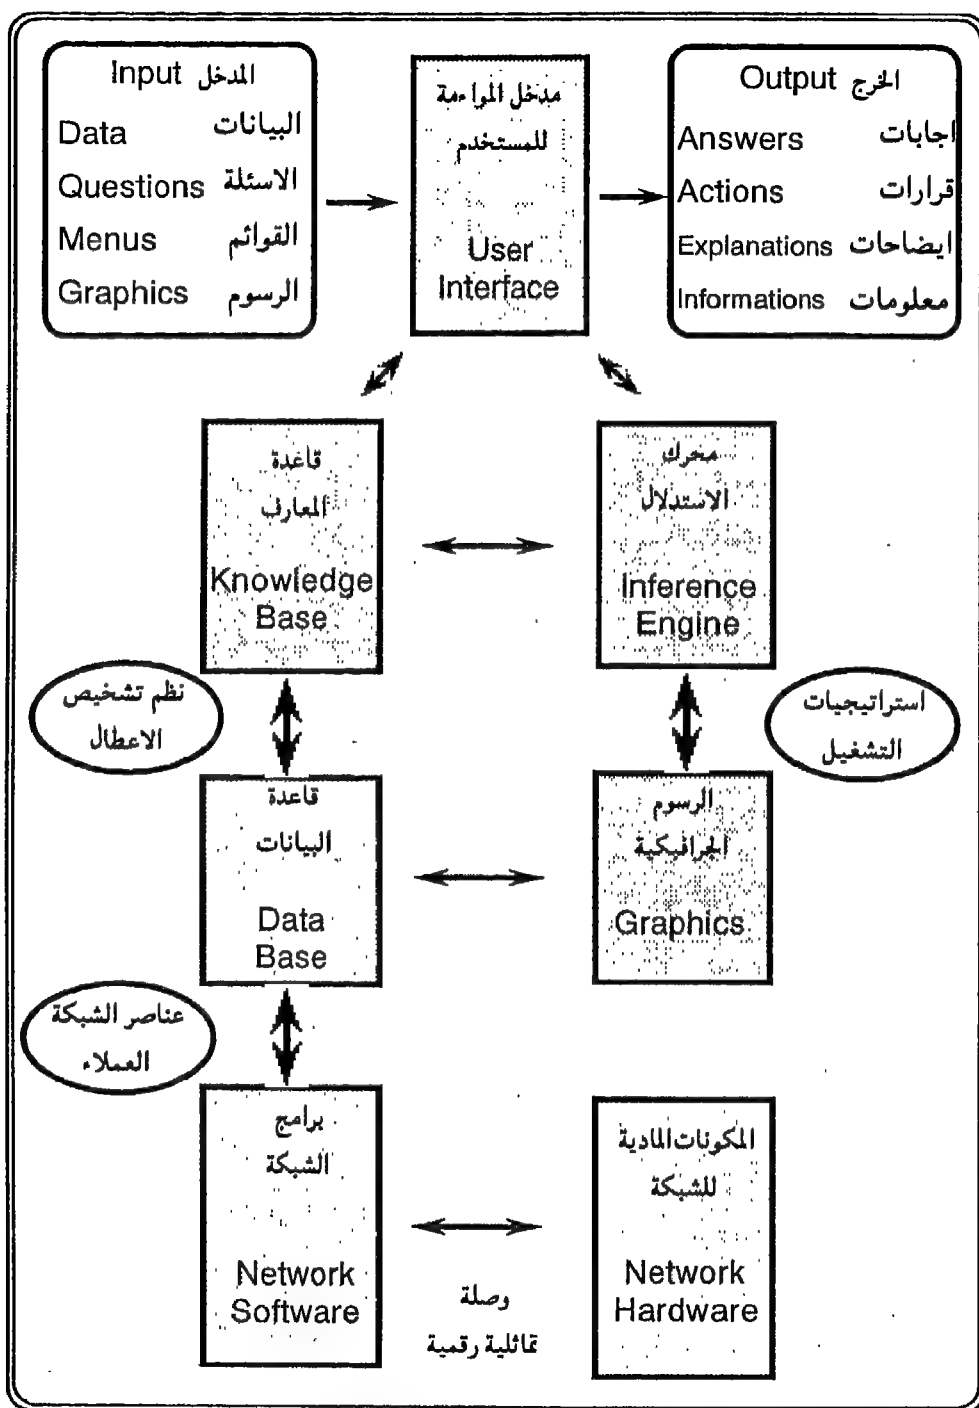 Input المدخل
Data البيانات
Questions الاسئلة
Menus القوائم
Graphics الرسوم
مدخل المواءمة
للمستخدم
User
Interface
Output الخرج
Answers اجابات
Actions قرارات
Explanations ايضاحات
Informations معلومات
قاعدة
المعارف
Knowledge
Base
محرك
الاستدلال
Inference
Engine
نظم تشخيص
الاعطال
استراتيجيات
التشغيل
قاعدة
البيانات
Data
Base
الرسوم
الجرافيكية
Graphics
عناصر الشبكة
العملاء
برامج
الشبكة
Network
Software
وصلة
تماثلية رقمية
المكونات المادية
للشبكة
Network
Hardware